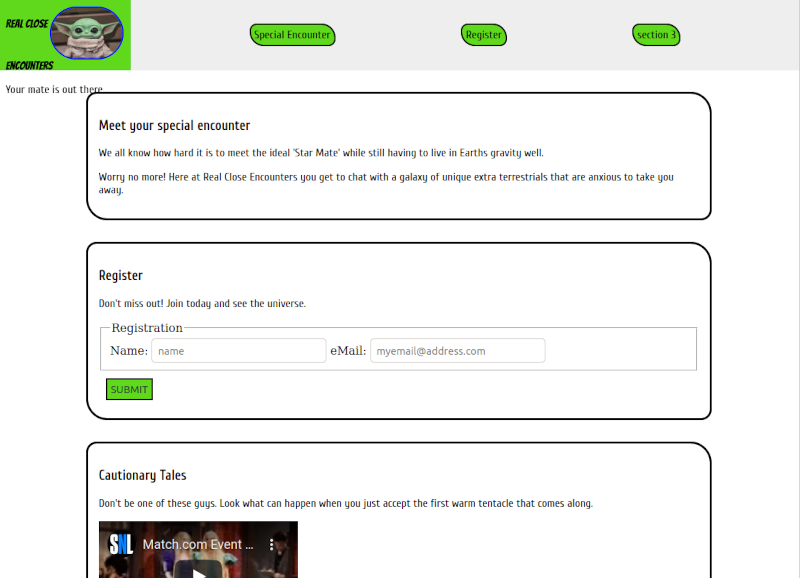 REAL CLOSE
ENCOUNTERS
Special Encounter
Register
section 3
Your mate is out there
Meet your special encounter
We all know how hard it is to meet the ideal 'Star Mate' while still having to live in Earths gravity well.
Worry no more! Here at Real Close Encounters you get to chat with a galaxy of unique extra terrestrials that are anxious to take you
away.
Register
Don't miss out! Join today and see the universe.
Registration
Name: name eMail: myemail@address.com
SUBMIT
Cautionary Tales
Don't be one of these guys. Look what can happen when you just accept the first warm tentacle that comes along.
SNL Match.com Event ...